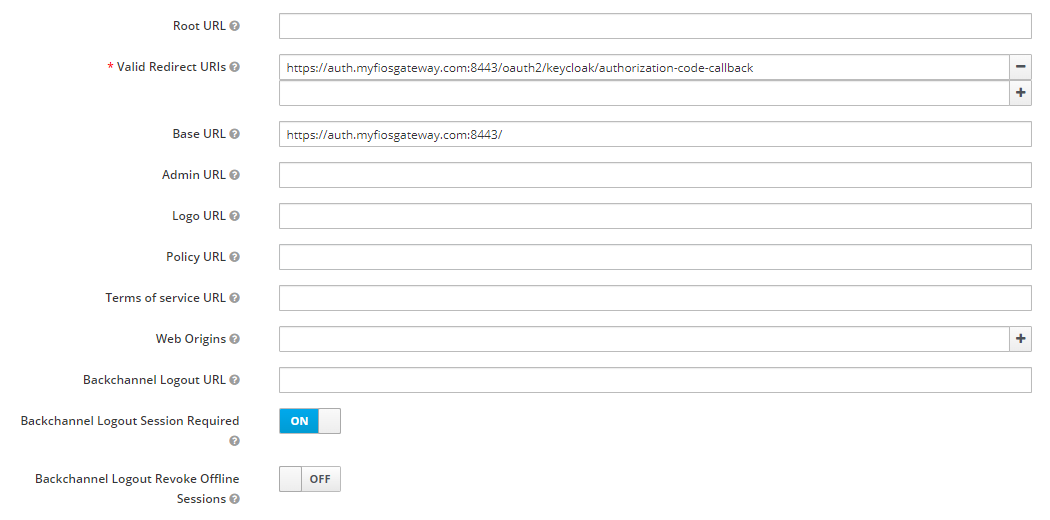 Root URL
* Valid Redirect URIs
https://auth.myfiosgateway.com:8443/oauth2/keycloak/authorization-code-callback
Base URL
https://auth.myfiosgateway.com:8443/
Admin URL
Logo URL
Policy URL
Terms of service URL
Web Origins
Backchannel Logout URL
Backchannel Logout Session Required
ON
Backchannel Logout Revoke Offline
Sessions
OFF